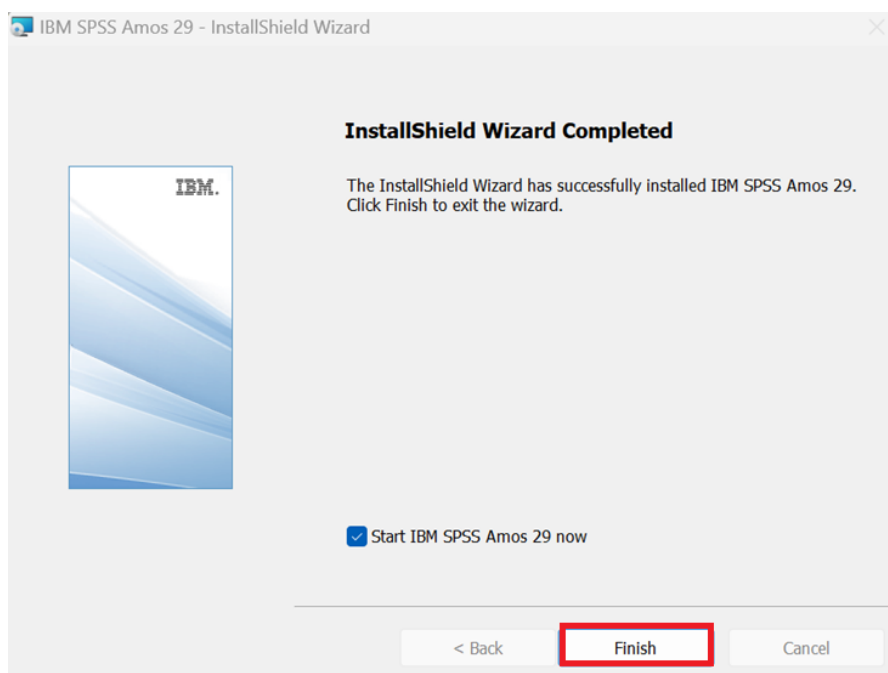 IBM SPSS Amos 29 - InstallShield Wizard
InstallShield Wizard Completed
IBM.
The InstallShield Wizard has successfully installed IBM SPSS Amos 29.
Click Finish to exit the wizard.
Start IBM SPSS Amos 29 now
< Back
Finish
Cancel